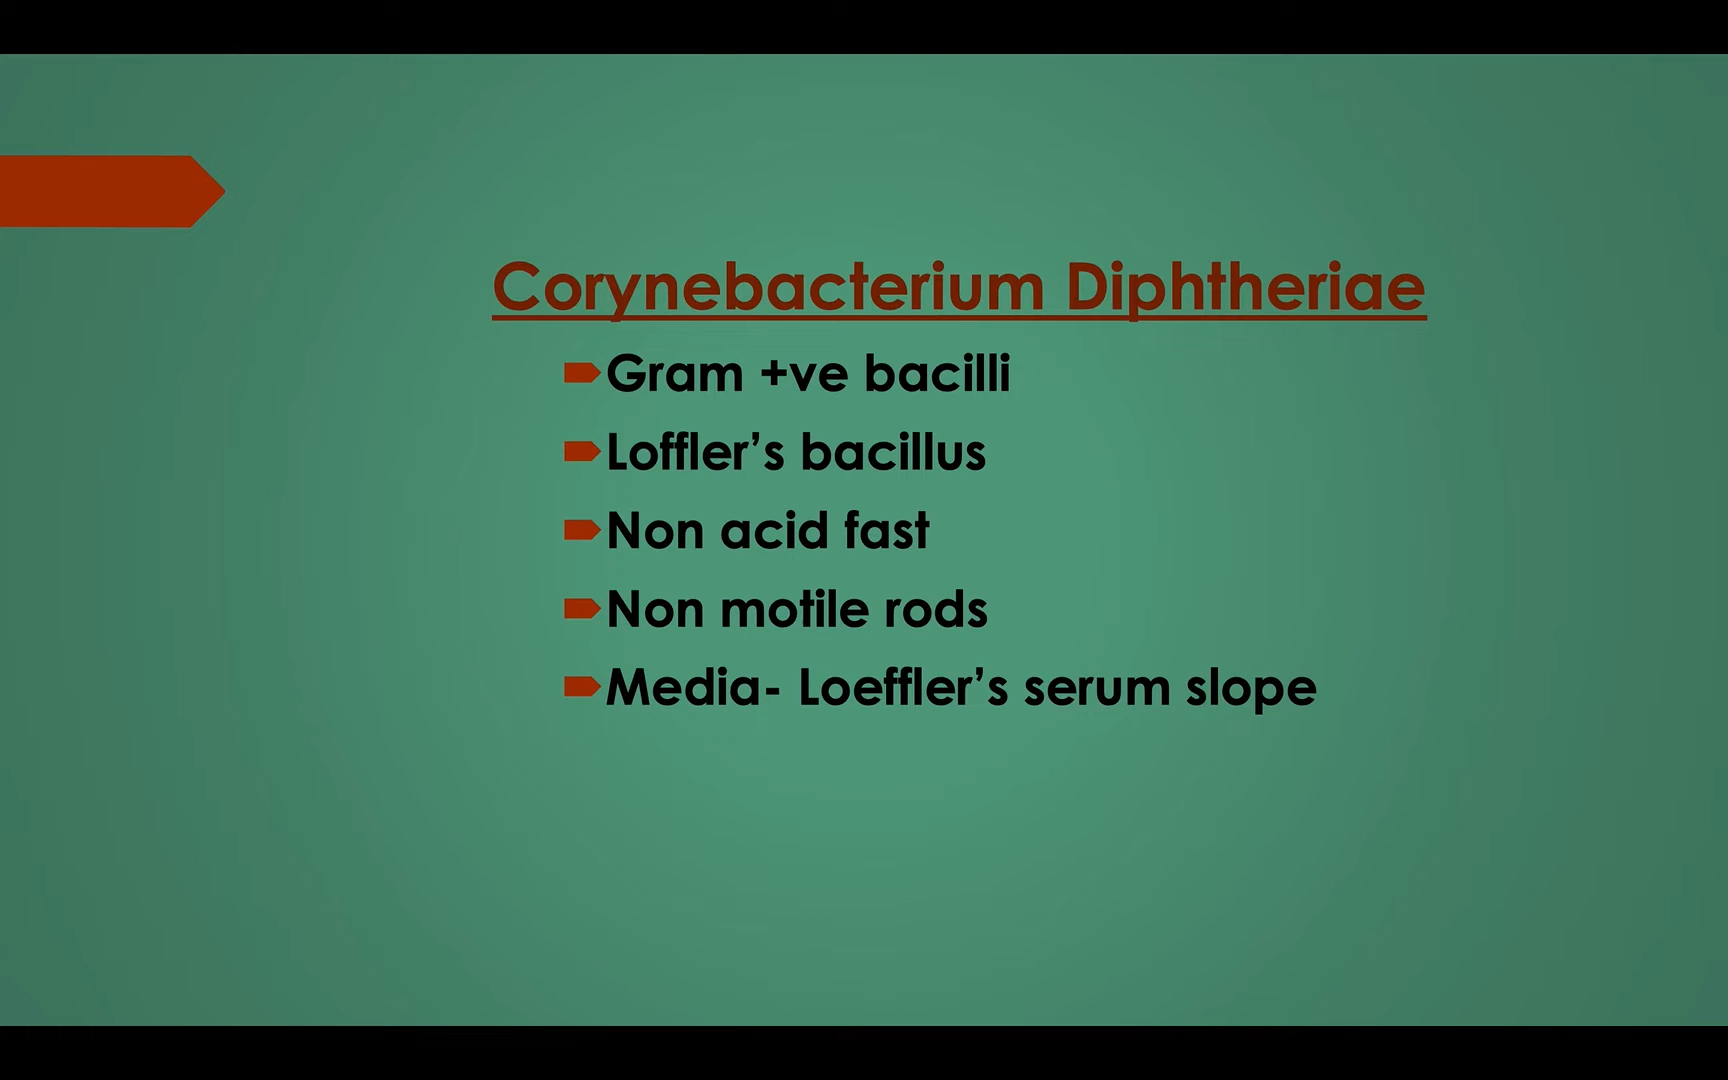 Corynebacterium Diphtheriae
Gram +ve bacilli
Loffler’s bacillus
Non acid fast
Non motile rods
Media- Loeffler’s serum slope